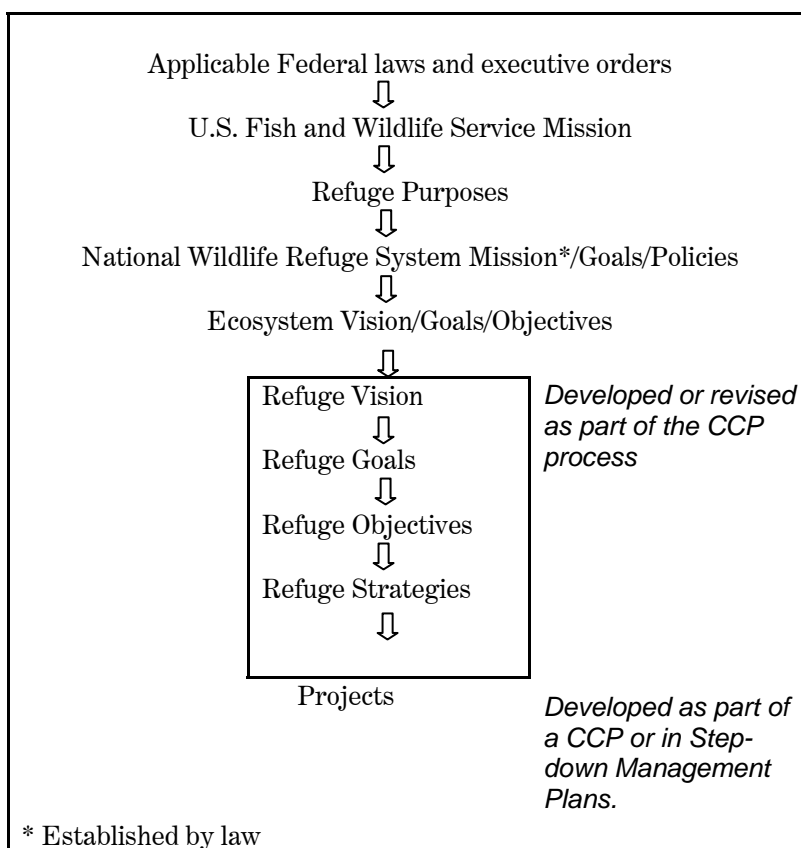 Applicable Federal laws and executive orders
U.S. Fish and Wildlife Service Mission
Refuge Purposes
National Wildlife Refuge System Mission*/Goals/Policies
Ecosystem Vision/Goals/Objectives
Refuge Vision
Refuge Goals
Refuge Objectives
Refuge Strategies
Developed or revised
as part of the CCP
process
Projects
Developed as part of
a CCP or in Step-
down Management
Plans.
* Established by law